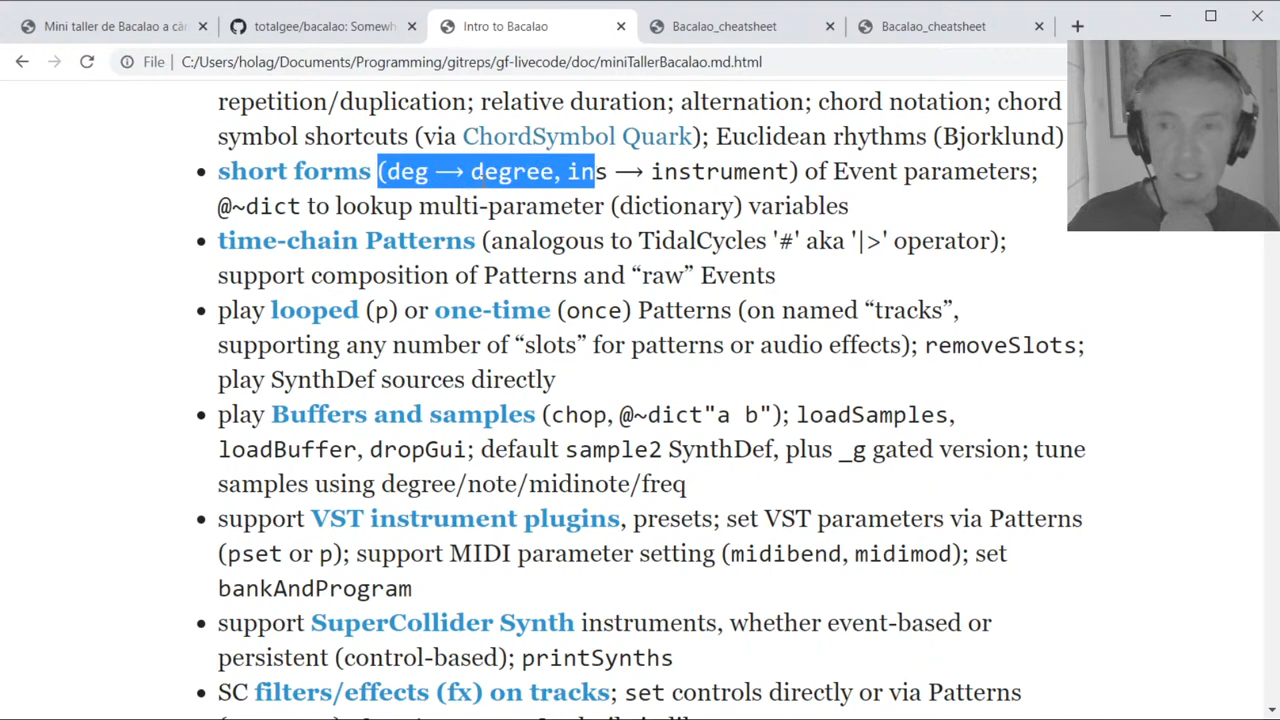 Mini taller de Bacalao a càr
totalgee/bacalao: Somewh
Intro to Bacalao
Bacalao_cheatsheet
Bacalao_cheatsheet
File C:/Users/holag/Documents/Programming/gitreps/gf-livecode/doc/miniTallerBacalao.md.html
repetition/duplication; relative duration; alternation; chord notation; chord
symbol shortcuts (via ChordSymbol Quark); Euclidean rhythms (Bjorklund)
• short forms (deg → degree, ins → instrument) of Event parameters;
@~dict to lookup multi-parameter (dictionary) variables
• time-chain Patterns (analogous to TidalCycles '#' aka '|>' operator);
support composition of Patterns and “raw” Events
• play looped (p) or one-time (once) Patterns (on named “tracks”,
supporting any number of “slots” for patterns or audio effects); removeSlots;
play SynthDef sources directly
• play Buffers and samples (chop, @~dict"a b"); loadSamples,
loadBuffer, dropGui; default sample2 SynthDef, plus _g gated version; tune
samples using degree/note/midinote/freq
• support VST instrument plugins, presets; set VST parameters via Patterns
(pset or p); support MIDI parameter setting (midibend, midimod); set
bankAndProgram
• support SuperCollider Synth instruments, whether event-based or
persistent (control-based); printSynths
• SC filters/effects (fx) on tracks; set controls directly or via Patterns